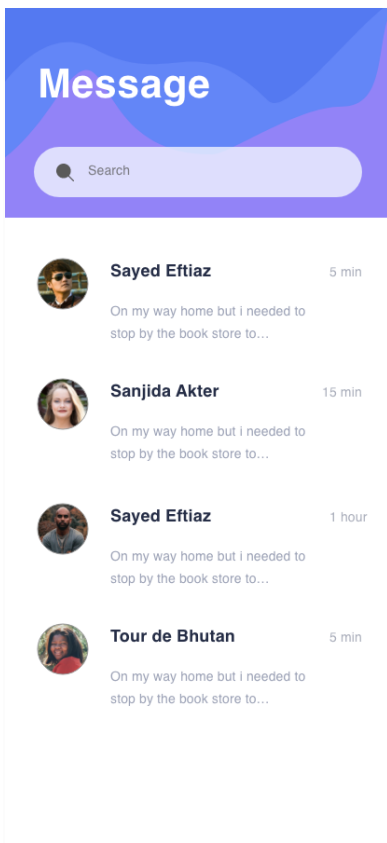 Message
Search
Sayed Eftiaz
5 min
On my way home but i needed to
stop by the book store to…
Sanjida Akter
15 min
On my way home but i needed to
stop by the book store to…
Sayed Eftiaz
1 hour
On my way home but i needed to
stop by the book store to…
Tour de Bhutan
5 min
On my way home but i needed to
stop by the book store to…